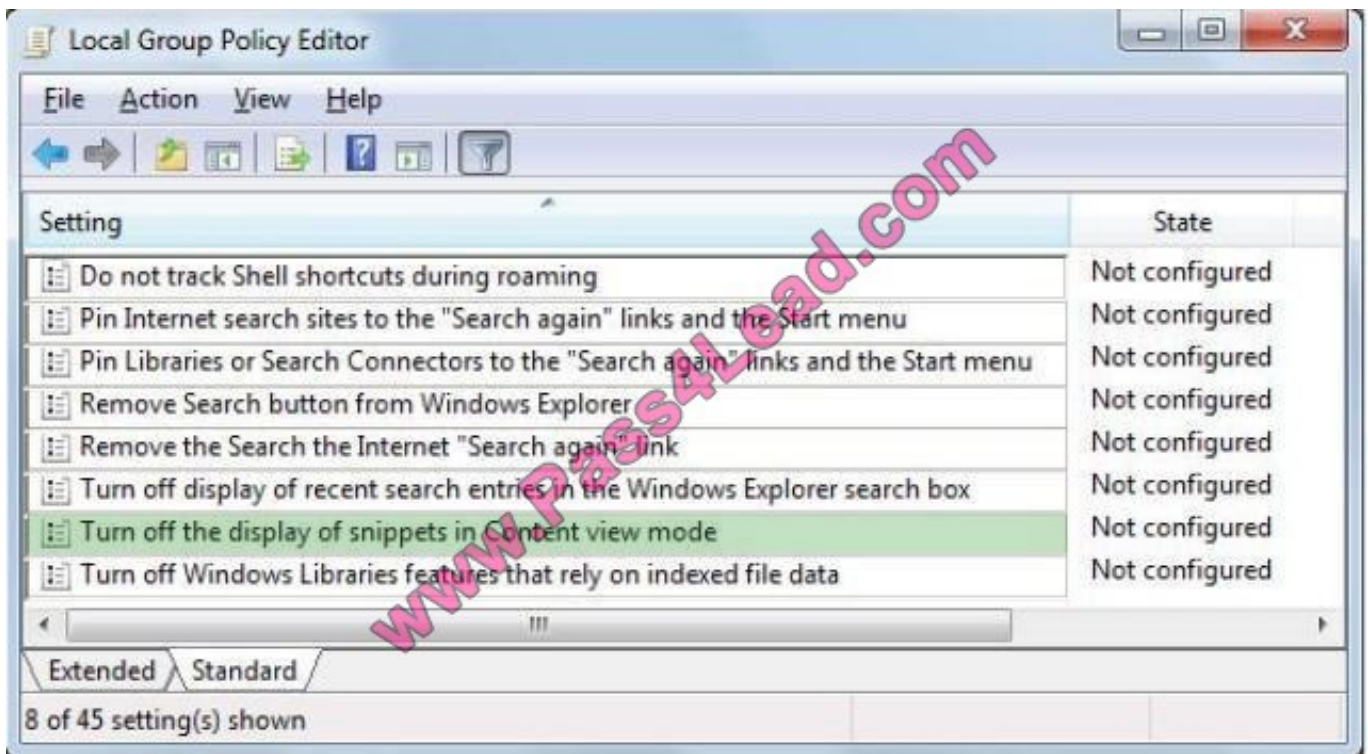 Local Group Policy Editor
File Action View Help
Setting State
Do not track Shell shortcuts during roaming Not configured
Pin Internet search sites to the "Search again" links and the Start menu Not configured
Pin Libraries or Search Connectors to the "Search again" links and the Start menu Not configured
Remove Search button from Windows Explorer Not configured
Remove the Search the Internet "Search again" link Not configured
Turn off display of recent search entries in the Windows Explorer search box Not configured
Turn off the display of snippets in Content view mode Not configured
Turn off Windows Libraries features that rely on indexed file data Not configured
Extended Standard
8 of 45 setting(s) shown
www.Pass4Lead.com